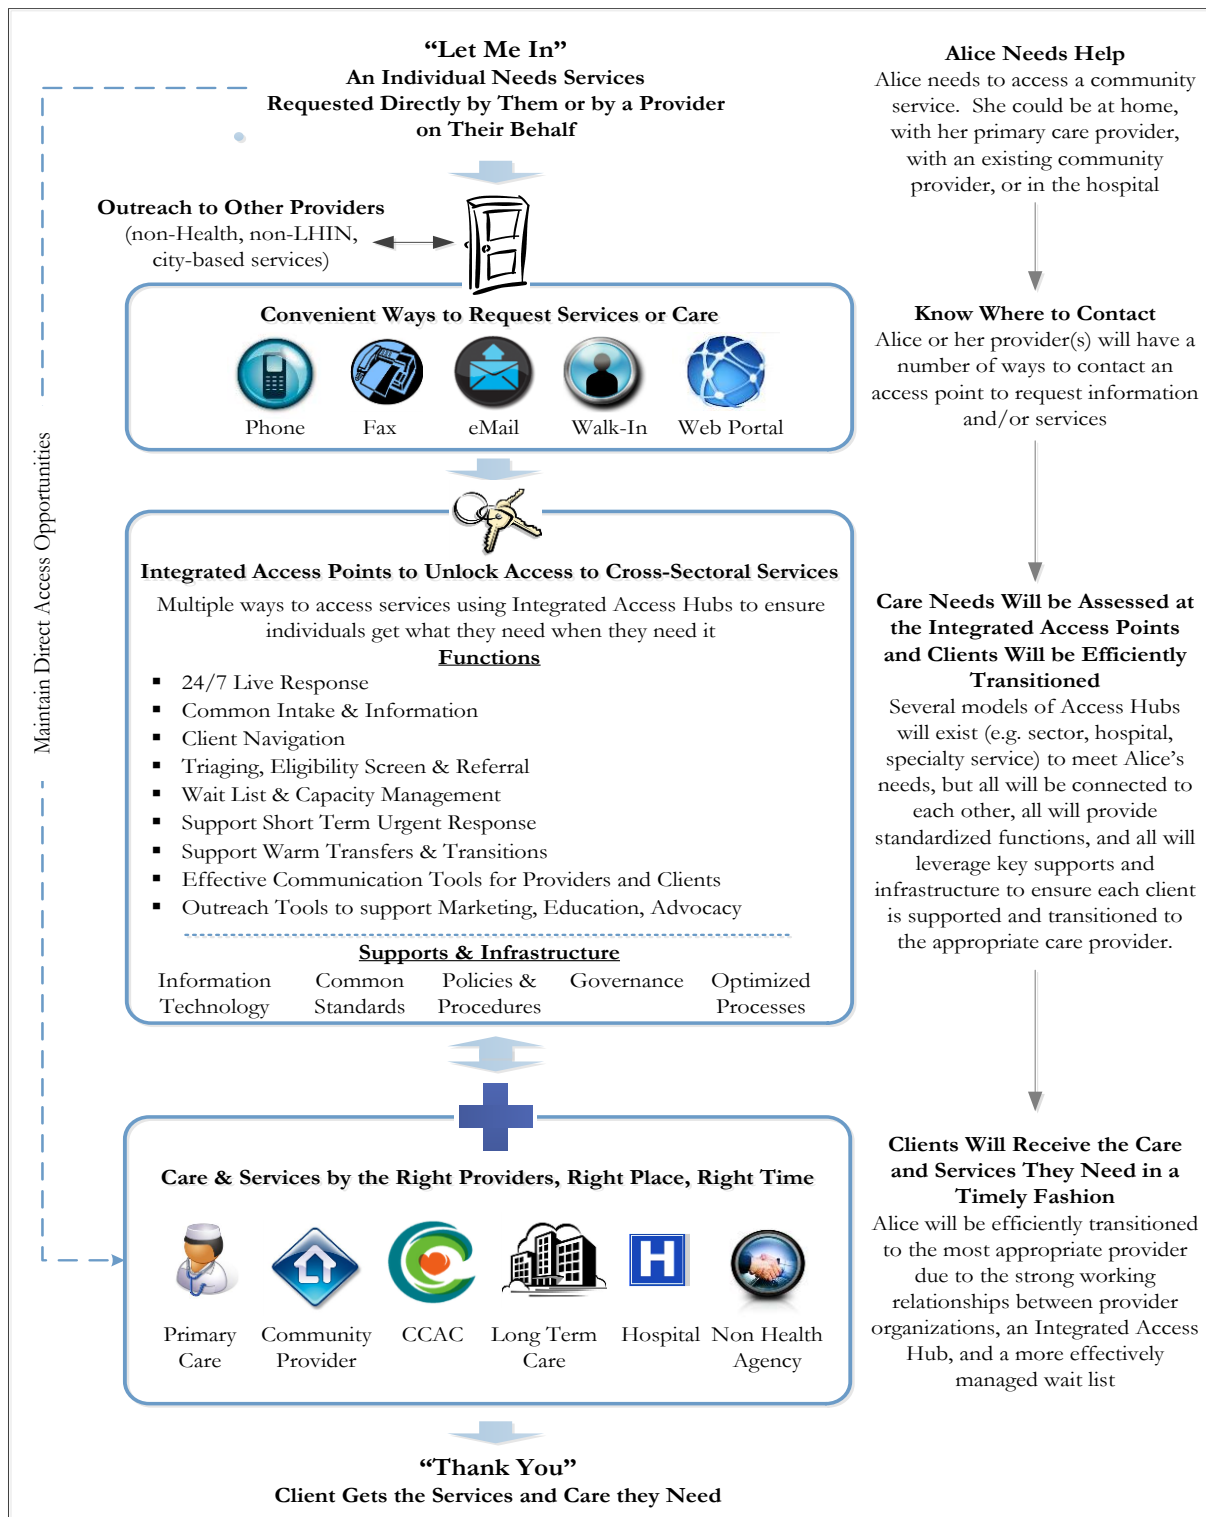 “Let Me In”
An Individual Needs Services
Requested Directly by Them or by a Provider
on Their Behalf
Outreach to Other Providers
(non-Health, non-LHIN,
city-based services)
Convenient Ways to Request Services or Care
Phone
Fax
eMail
Walk-In
Web Portal
Maintain Direct Access Opportunities
Integrated Access Points to Unlock Access to Cross-Sectoral Services
Multiple ways to access services using Integrated Access Hubs to ensure
individuals get what they need when they need it
Functions
▪ 24/7 Live Response
▪ Common Intake & Information
▪ Client Navigation
▪ Triaging, Eligibility Screen & Referral
▪ Wait List & Capacity Management
▪ Support Short Term Urgent Response
▪ Support Warm Transfers & Transitions
▪ Effective Communication Tools for Providers and Clients
▪ Outreach Tools to support Marketing, Education, Advocacy
Supports & Infrastructure
Information
Technology
Common
Standards
Policies &
Procedures
Governance
Optimized
Processes
Care & Services by the Right Providers, Right Place, Right Time
H
Primary
Care
Community
Provider
CCAC
Long Term
Care
Hospital
Non Health
Agency
“Thank You”
Client Gets the Services and Care they Need
Alice Needs Help
Alice needs to access a community
service.  She could be at home,
with her primary care provider,
with an existing community
provider, or in the hospital
Know Where to Contact
Alice or her provider(s) will have a
number of ways to contact an
access point to request information
and/or services
Care Needs Will be Assessed at
the Integrated Access Points
and Clients Will be Efficiently
Transitioned
Several models of Access Hubs
will exist (e.g. sector, hospital,
specialty service) to meet Alice’s
needs, but all will be connected to
each other, all will provide
standardized functions, and all will
leverage key supports and
infrastructure to ensure each client
is supported and transitioned to
the appropriate care provider.
Clients Will Receive the Care
and Services They Need in a
Timely Fashion
Alice will be efficiently transitioned
to the most appropriate provider
due to the strong working
relationships between provider
organizations, an Integrated Access
Hub, and a more effectively
managed wait list